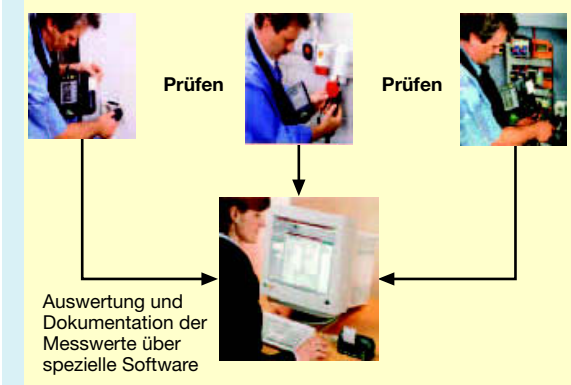 Prüfen
Prüfen
Auswertung und
Dokumentation der
Messwerte über
spezielle Software